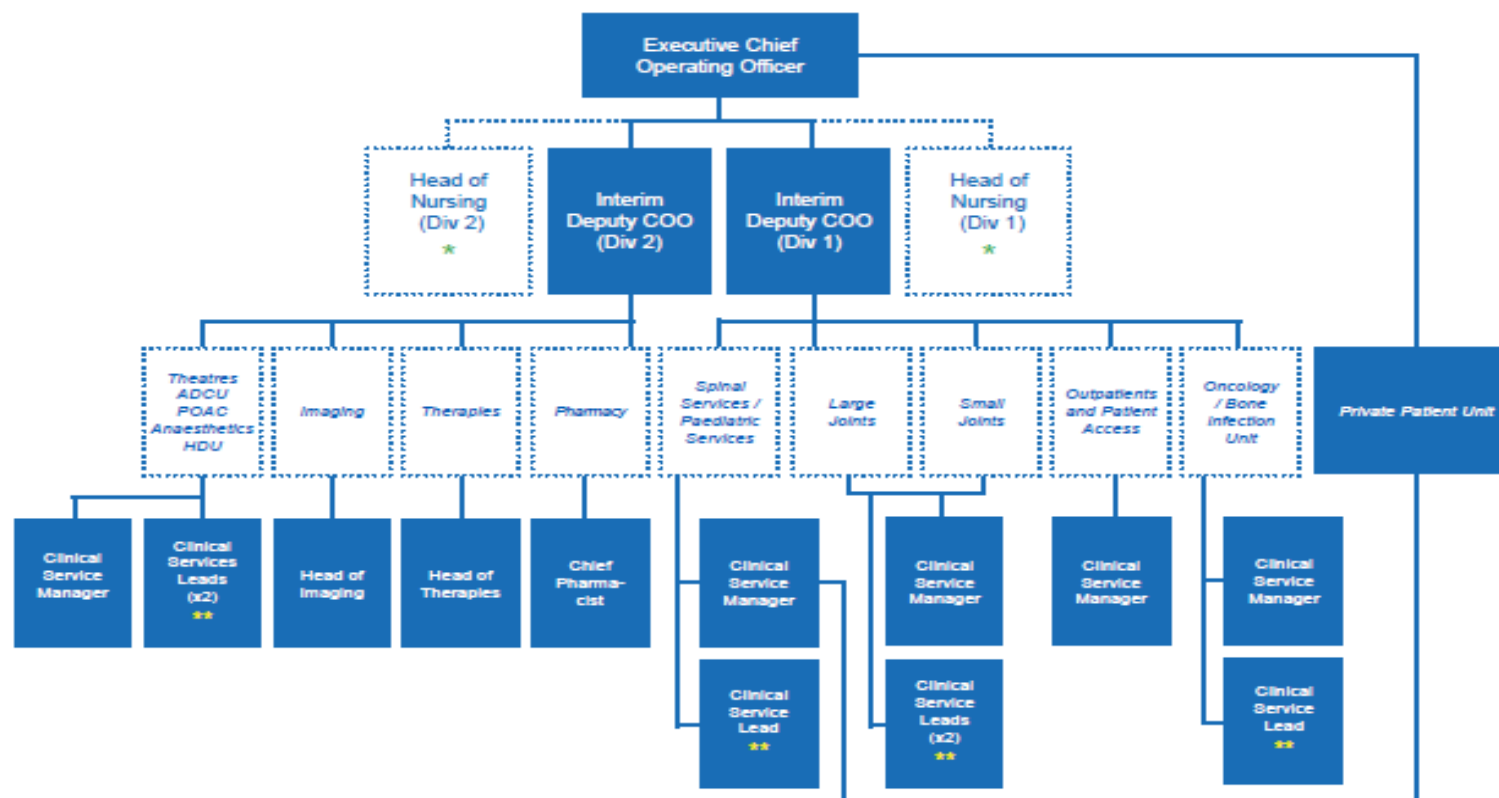 Executive Chief
Operating Officer
Head of
Nursing
(Div 2)
*
Interim
Deputy COO
(Div 2)
Interim
Deputy COO
(Div 1)
Head of
Nursing
(Div 1)
*
Theatres
ADCU
POAC
Anaesthetics
HDU
Imaging
Therapies
Pharmacy
Spinal
Services /
Paediatric
Services
Large
Joints
Small
Joints
Outpatients
and Patient
Access
Oncology
/ Bone
Infection
Unit
Private Patient Unit
Clinical
Service
Manager
Clinical
Services
Leads
(x2)
**
Head of
Imaging
Head of
Therapies
Chief
Pharma-
cist
Clinical
Service
Manager
Clinical
Service
Manager
Clinical
Service
Manager
Clinical
Service
Manager
Clinical
Service
Lead
**
Clinical
Service
Leads
(x2)
**
Clinical
Service
Lead
**